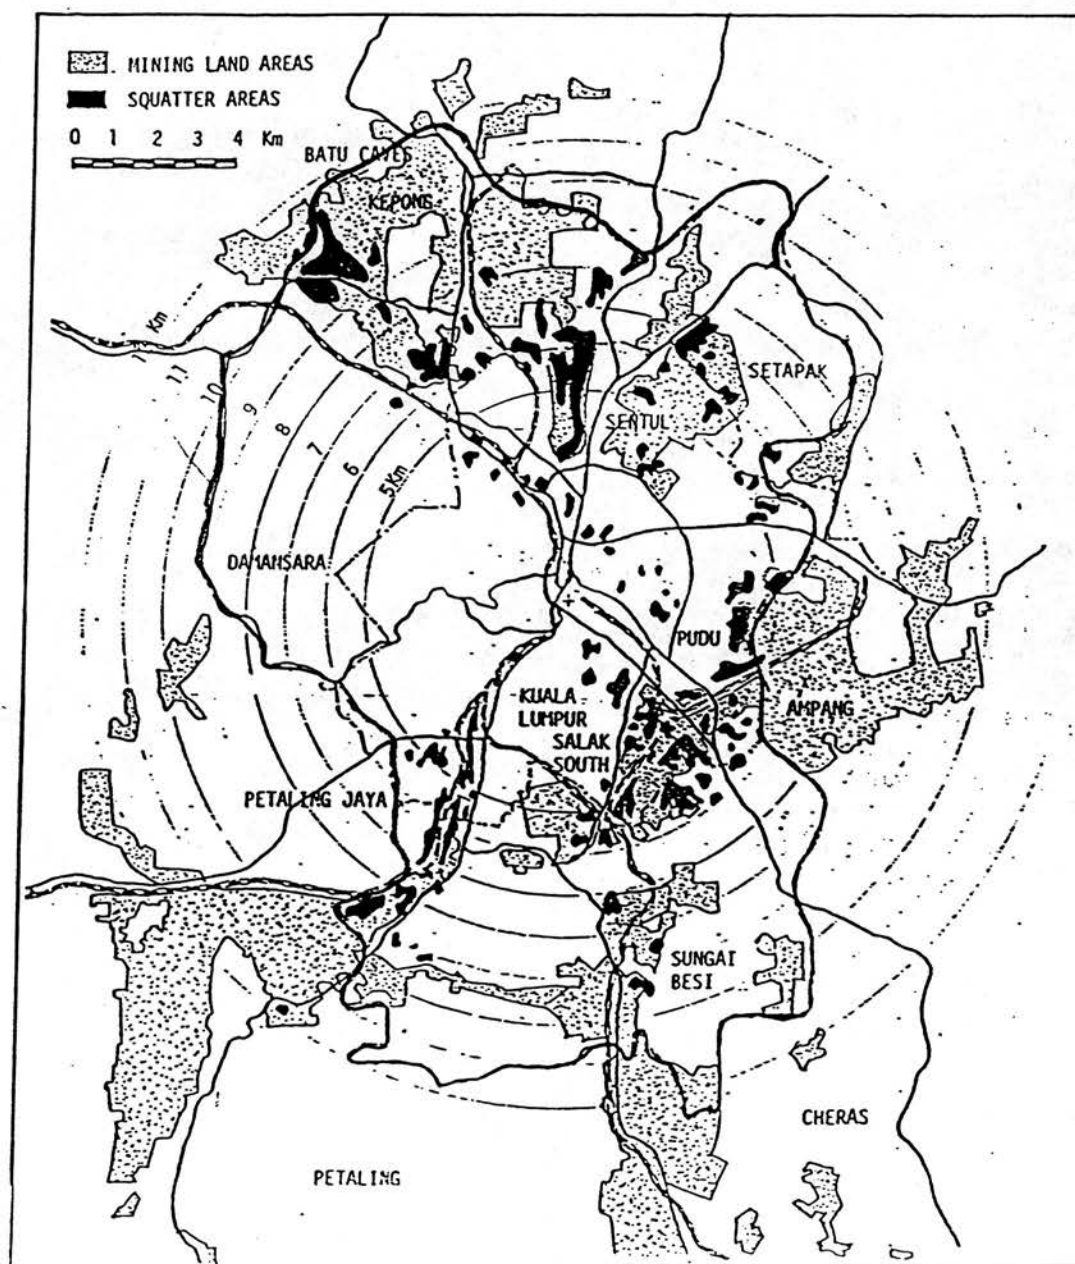 MINING LAND AREAS
SQUATTER AREAS
0 1 2 3 4 Km
BATU CAVES
KEPONG
Km
11
10
9
8
7
6
5Km
SETAPAK
SENTUL
DAMANSARA
PUDU
KUALA
LUMPUR
AMPANG
SALAK
SOUTH
PETALING JAYA
SUNGAI
BESI
CHERAS
PETALING